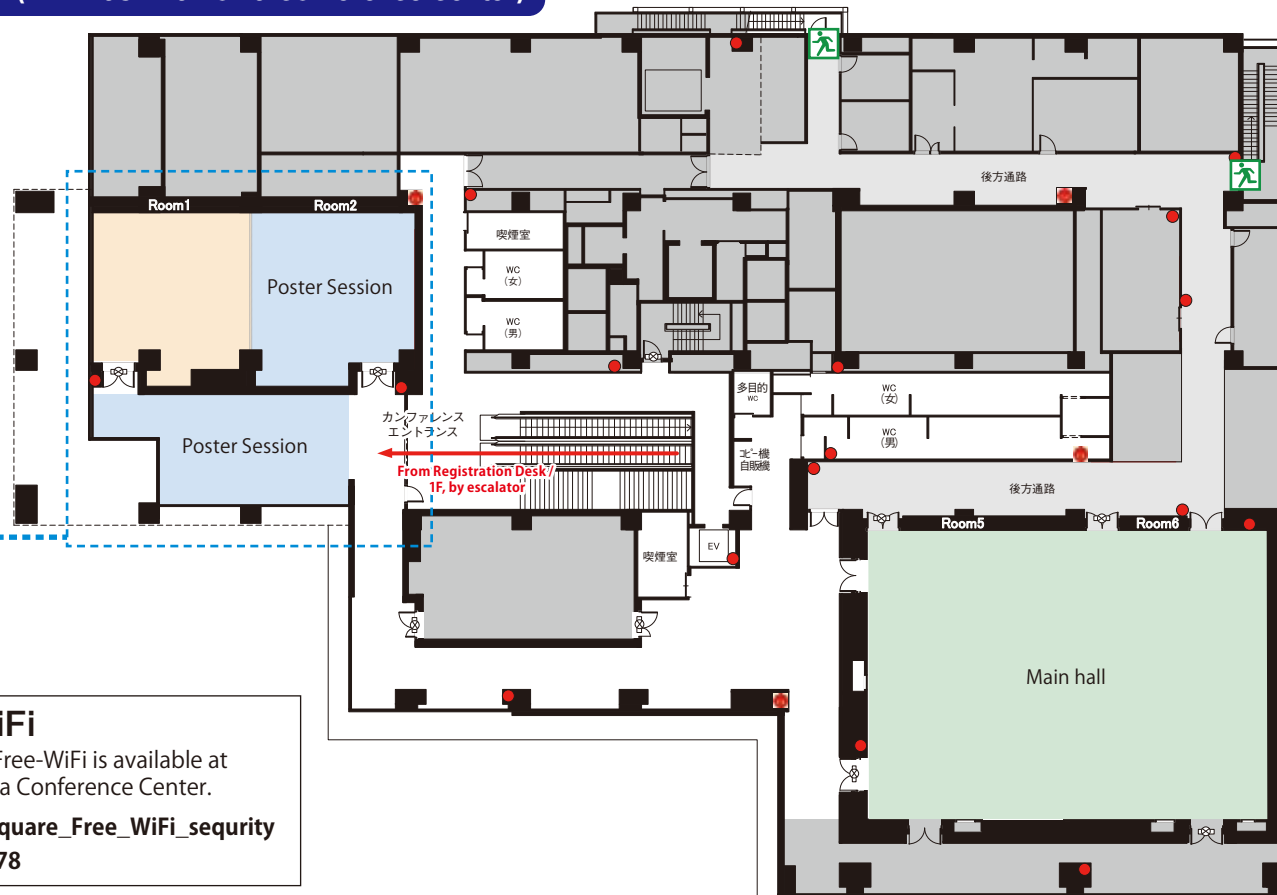 後方通路
Room1
Room2
喫煙室
WC
(女)
WC
(男)
Poster Session
Poster Session
カンファレンス
エントランス
From Registration Desk /
1F, by escalator
多目的
WC
コピー機
自販機
WC
(女)
WC
(男)
後方通路
Room5
Room6
喫煙室
EV
Main hall
iFi
Free-WiFi is available at
a Conference Center.
quare_Free_WiFi_sequrity
78